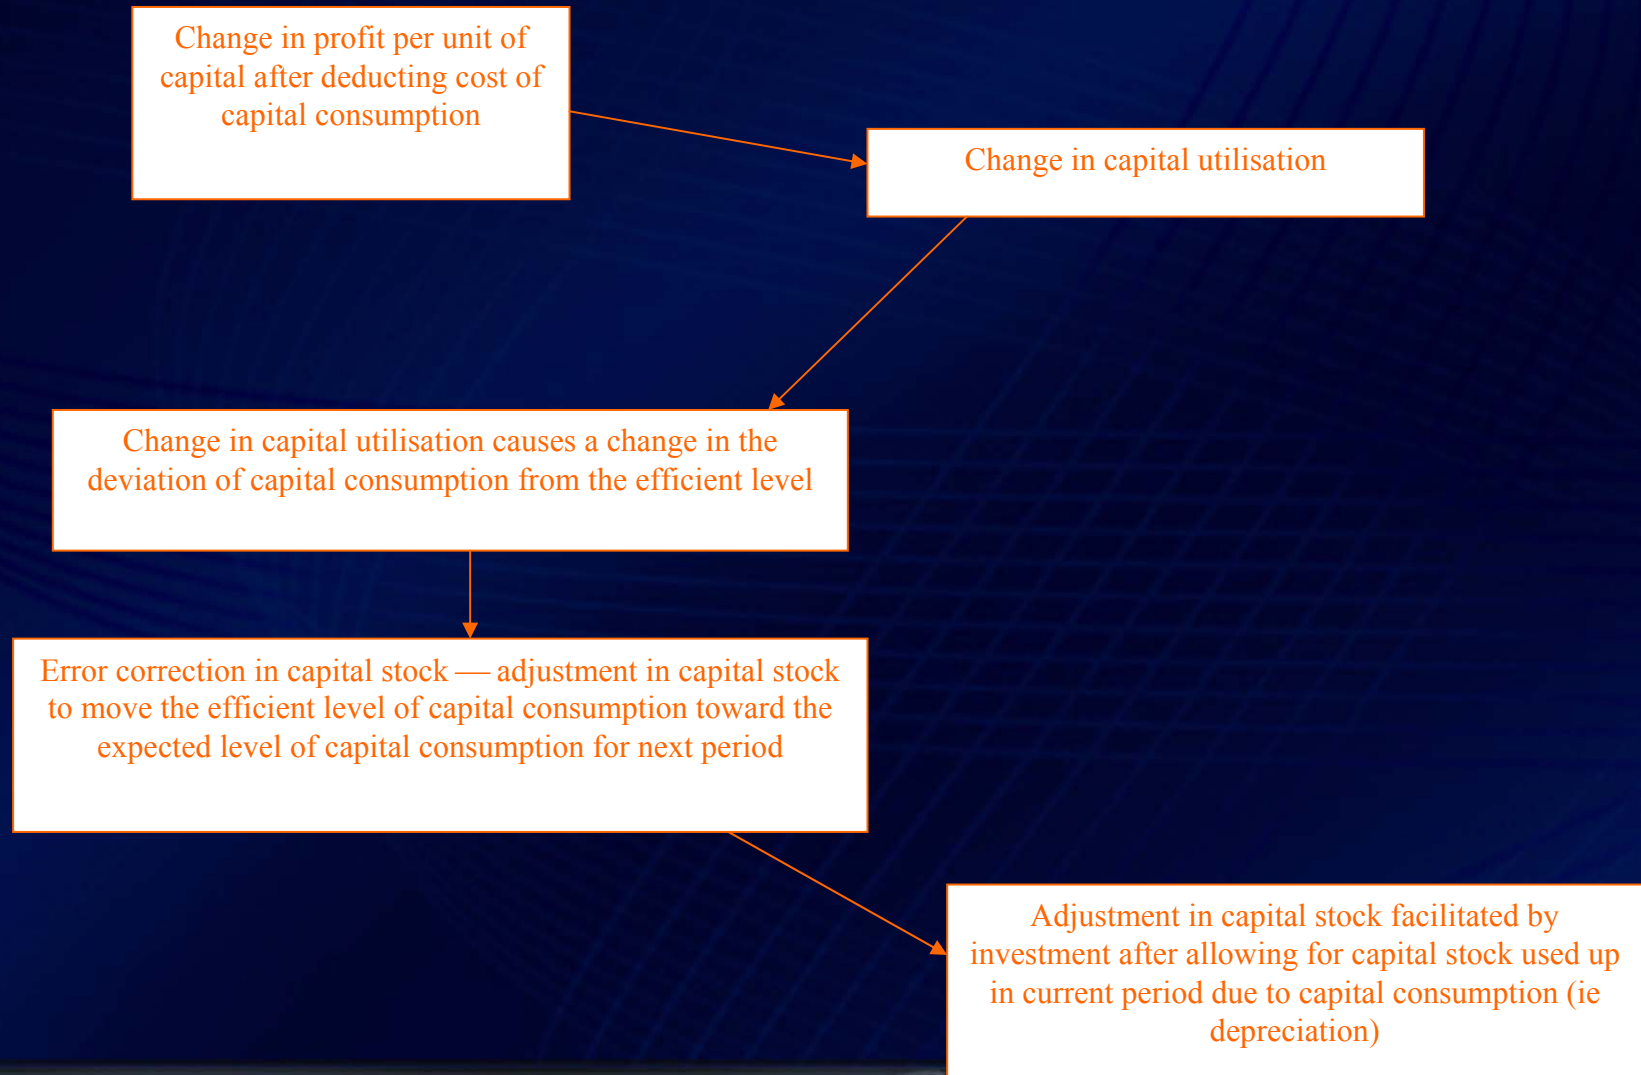 Change in profit per unit of
capital after deducting cost of
capital consumption
Change in capital utilisation
Change in capital utilisation causes a change in the
deviation of capital consumption from the efficient level
Error correction in capital stock — adjustment in capital stock
to move the efficient level of capital consumption toward the
expected level of capital consumption for next period
Adjustment in capital stock facilitated by
investment after allowing for capital stock used up
in current period due to capital consumption (ie
depreciation)